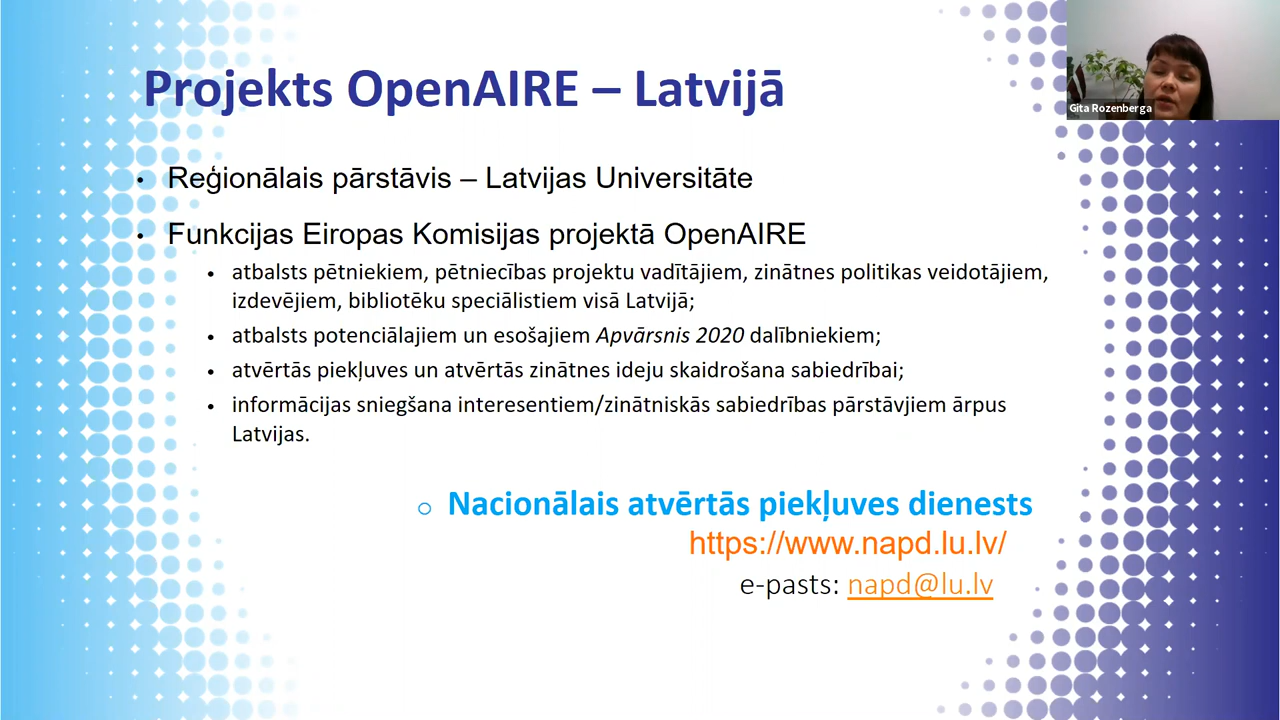 Projekts OpenAIRE – Latvijā
Gita Rozenberga
• Reģionālais pārstāvis – Latvijas Universitāte
• Funkcijas Eiropas Komisijas projektā OpenAIRE
• atbalsts pētniekiem, pētniecības projektu vadītājiem, zinātnes politikas veidotājiem,
izdevējiem, bibliotēku speciālistiem visā Latvijā;
• atbalsts potenciālajiem un esošajiem Apvārsnis 2020 dalībniekiem;
• atvērtās piekļuves un atvērtās zinātnes ideju skaidrošana sabiedrībai;
• informācijas sniegšana interesentiem/zinātniskās sabiedrības pārstāvjiem ārpus
Latvijas.
o Nacionālais atvērtās piekļuves dienests
https://www.napd.lu.lv/
e-pasts: napd@lu.lv